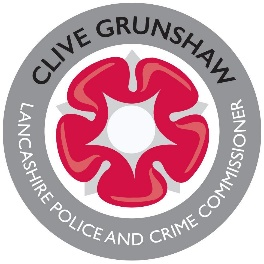 CLIVE GRUNSHAW
LANCASHIRE POLICE AND CRIME COMMISSIONER